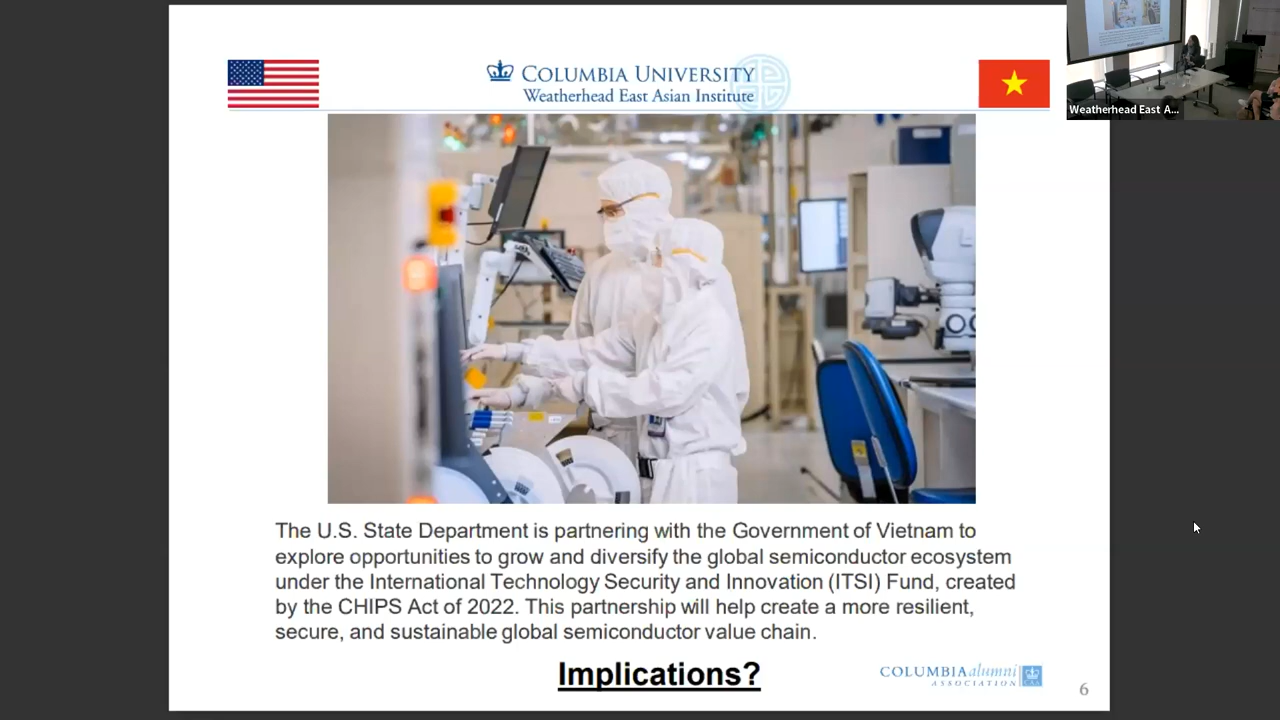 COLUMBIA UNIVERSITY
Weatherhead East Asian Institute
Weatherhead East A...
The U.S. State Department is partnering with the Government of Vietnam to
explore opportunities to grow and diversify the global semiconductor ecosystem
under the International Technology Security and Innovation (ITSI) Fund, created
by the CHIPS Act of 2022. This partnership will help create a more resilient,
secure, and sustainable global semiconductor value chain.
Implications?
COLUMBIA alumni
ASSOCIATION
6